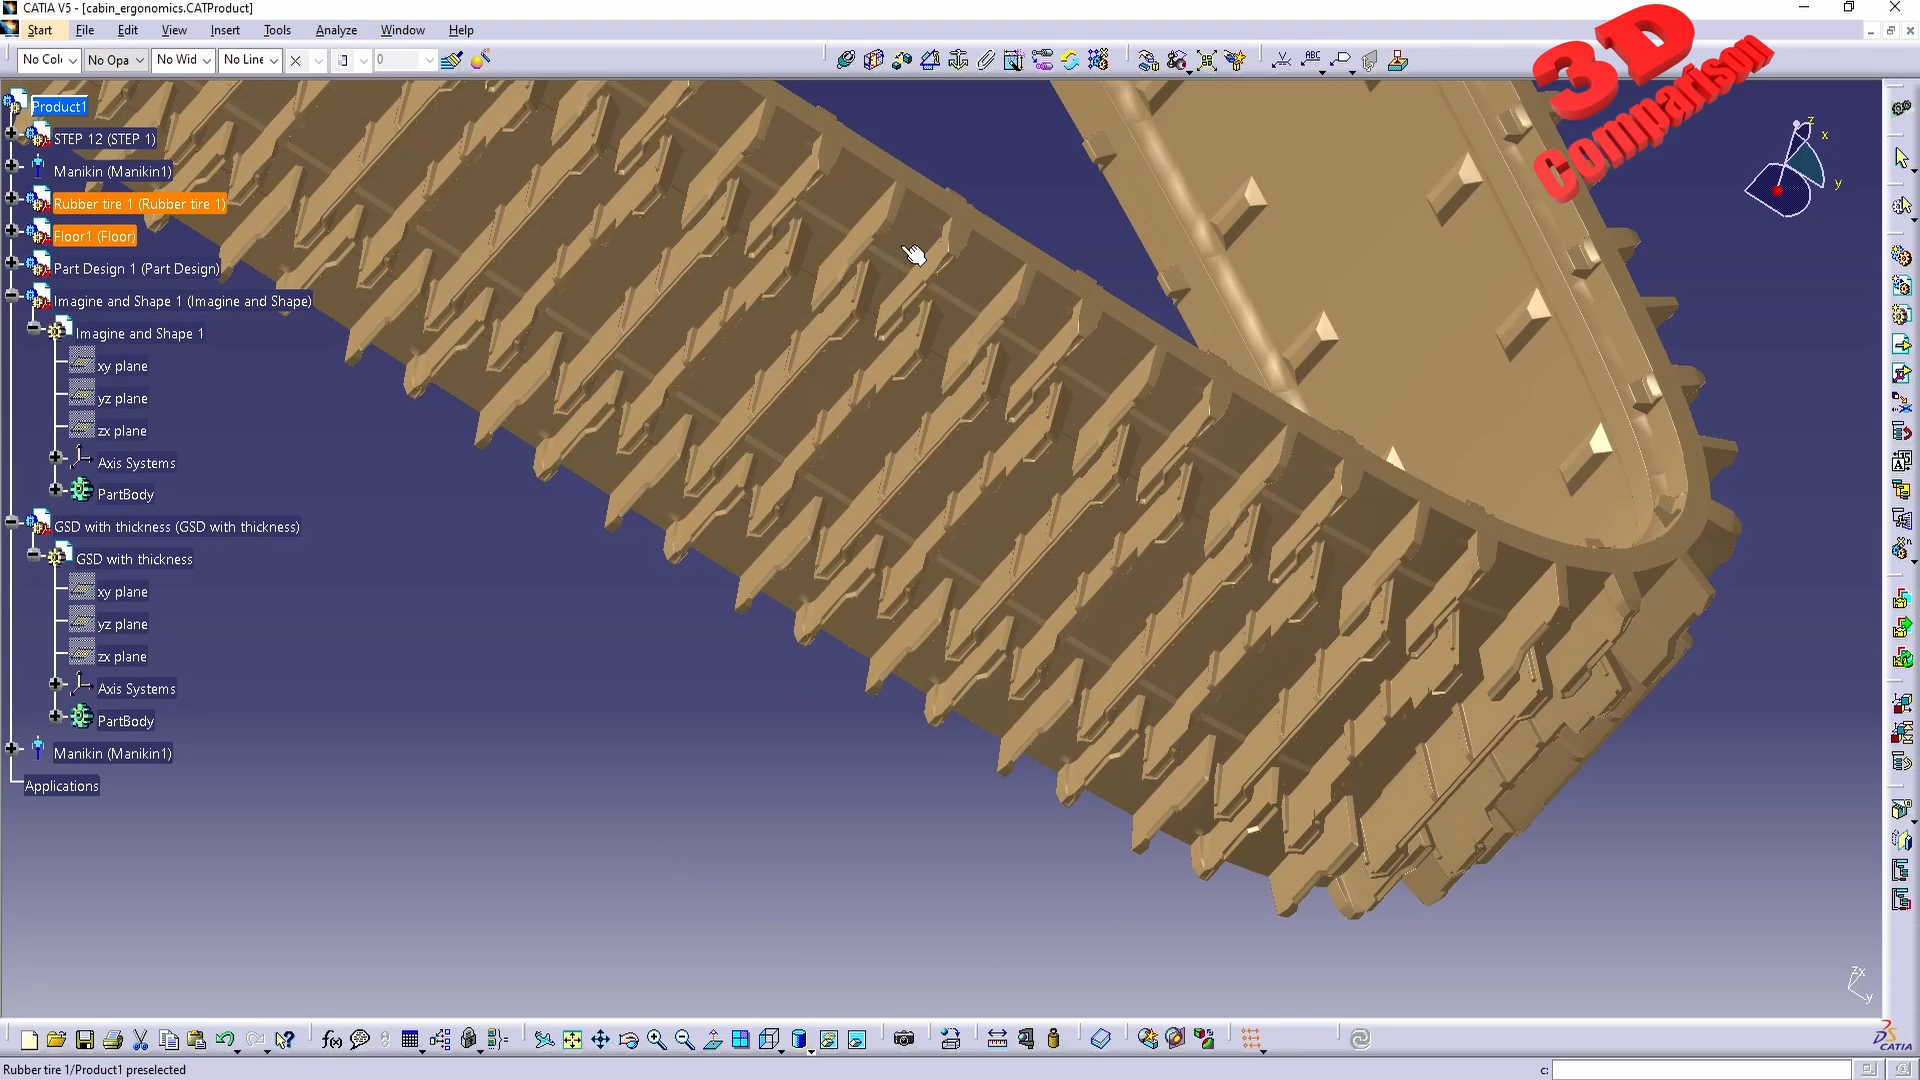 CATIA V5 - [cabin_ergonomics.CATProduct]
Start File Edit View Insert Tools Analyze Window Help
No Col No Opa No Wid No Line 0
ABC
3D
Comparison
Product1
STEP 12 (STEP 1)
Manikin (Manikin1)
Rubber tire 1 (Rubber tire 1)
Floor1 (Floor)
Part Design 1 (Part Design)
Imagine and Shape 1 (Imagine and Shape)
Imagine and Shape 1
xy plane
yz plane
zx plane
Axis Systems
PartBody
GSD with thickness (GSD with thickness)
GSD with thickness
xy plane
yz plane
zx plane
Axis Systems
PartBody
Manikin (Manikin1)
Applications
z
x
y
zx
y
f(x)
CATIA
Rubber tire 1/Product1 preselected
c: